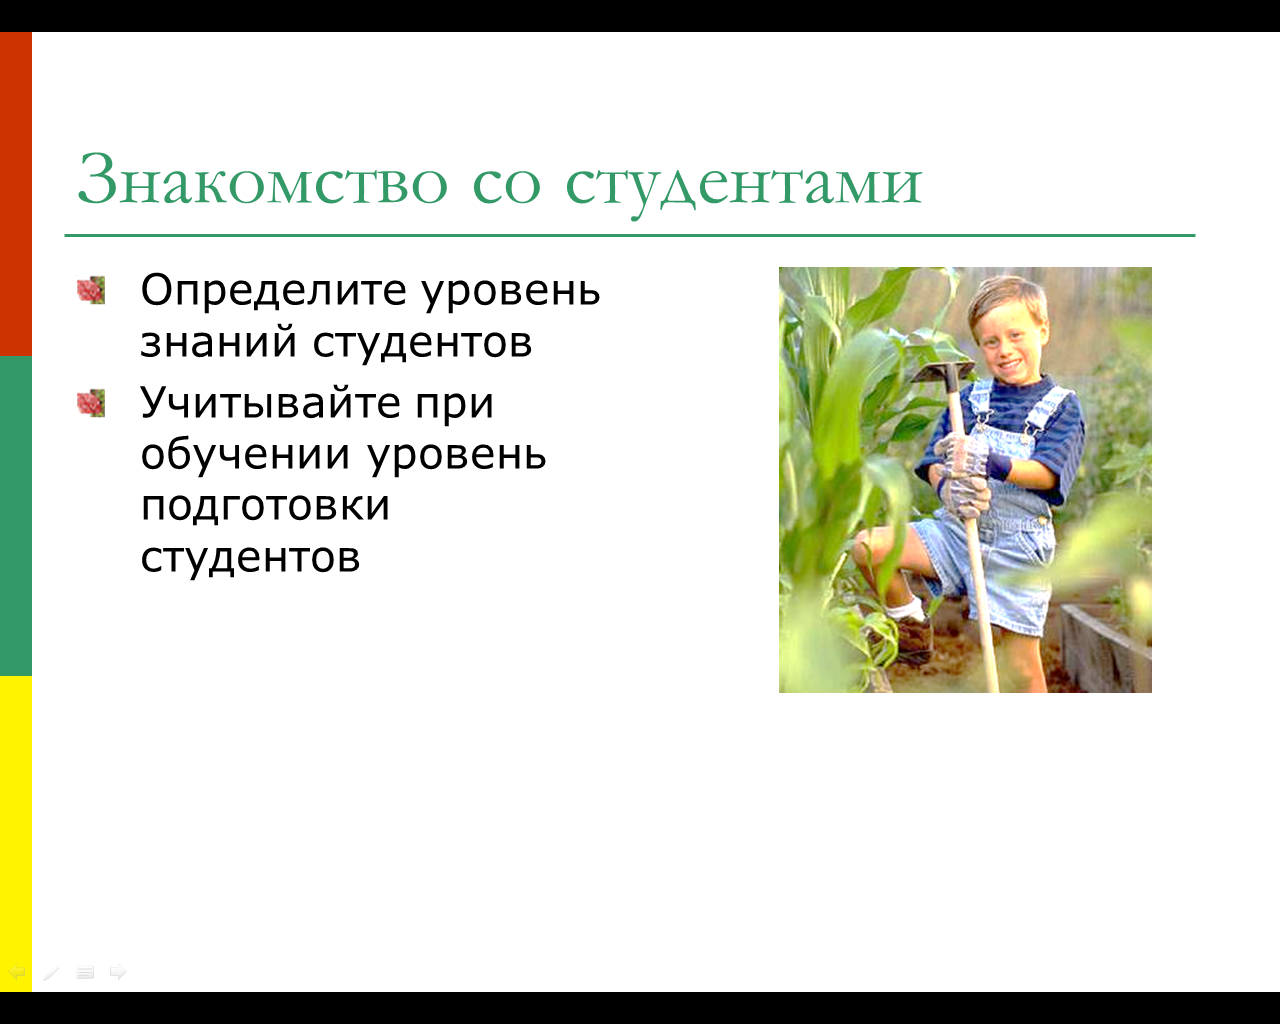 Знакомство со студентами
Определите уровень
знаний студентов
Учитывайте при
обучении уровень
подготовки
студентов